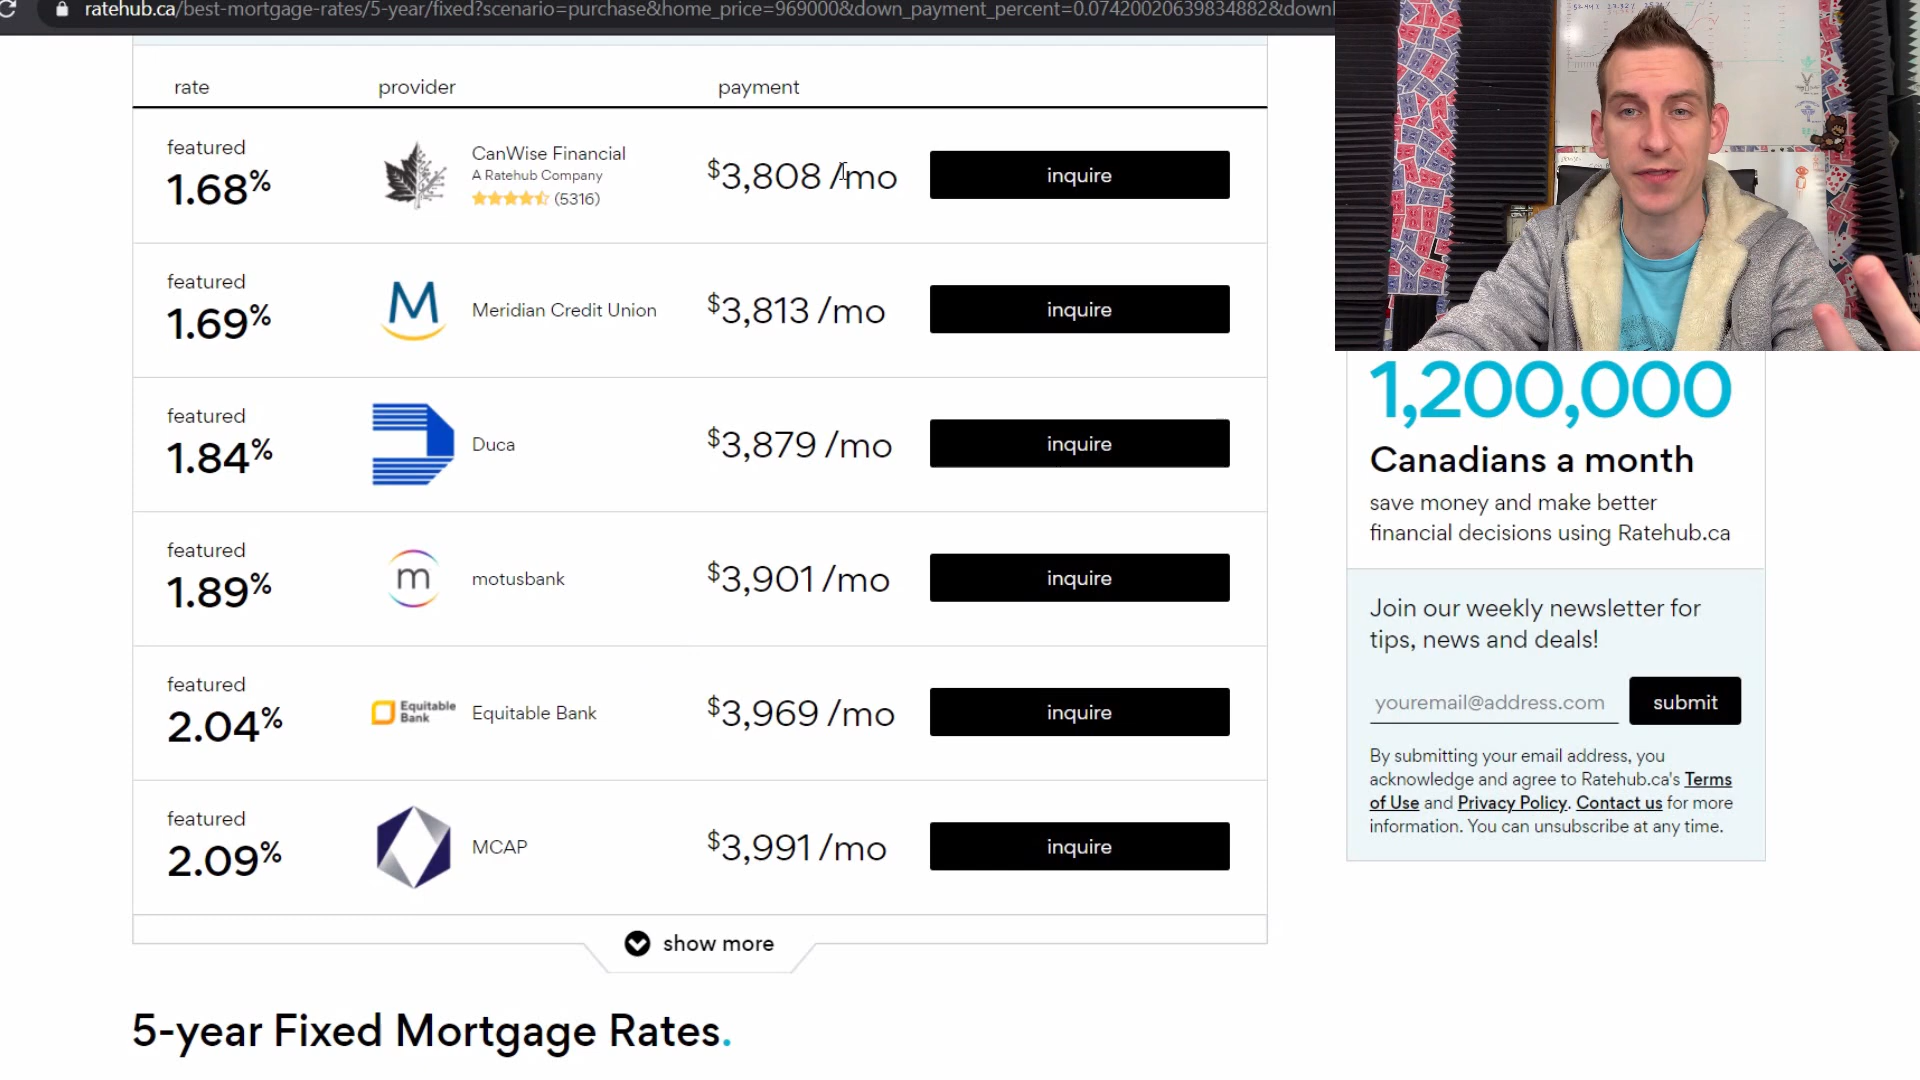 ratehub.ca/best-mortgage-rates/5-year/fixed?scenario=purchase&home_price=969000&down_payment_percent=0.07420020639834882&downl
rate provider payment
featured
1.68%
CanWise Financial
A Ratehub Company
(5316)
$3,808 /mo
inquire
featured
1.69%
M
Meridian Credit Union
$3,813 /mo
inquire
featured
1.84%
Duca
$3,879 /mo
inquire
featured
1.89%
m
motusbank
$3,901 /mo
inquire
featured
2.04%
Equitable
Bank
Equitable Bank
$3,969 /mo
inquire
featured
2.09%
MCAP
$3,991 /mo
inquire
show more
5-year Fixed Mortgage Rates.
1,200,000
Canadians a month
save money and make better
financial decisions using Ratehub.ca
Join our weekly newsletter for
tips, news and deals!
youremail@address.com
submit
By submitting your email address, you
acknowledge and agree to Ratehub.ca's Terms
of Use and Privacy Policy. Contact us for more
information. You can unsubscribe at any time.